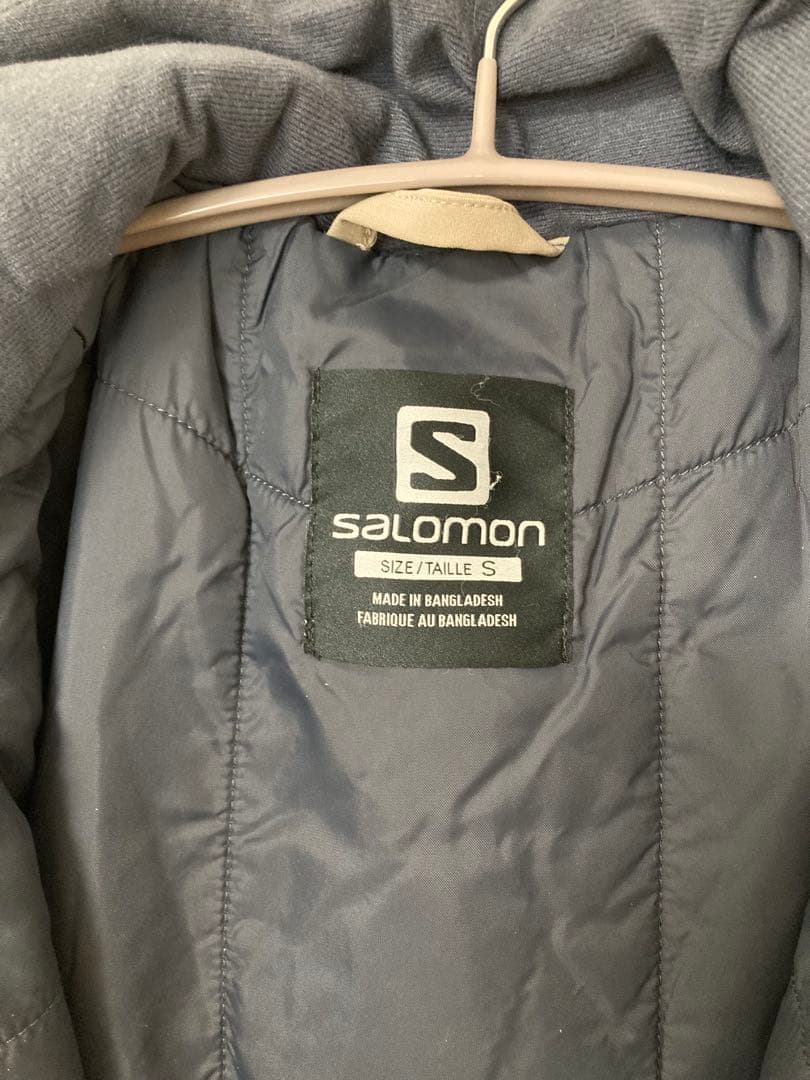 S
salomon
SIZE/TAILLE S
MADE IN BANGLADESH
FABRIQUE AU BANGLADESH